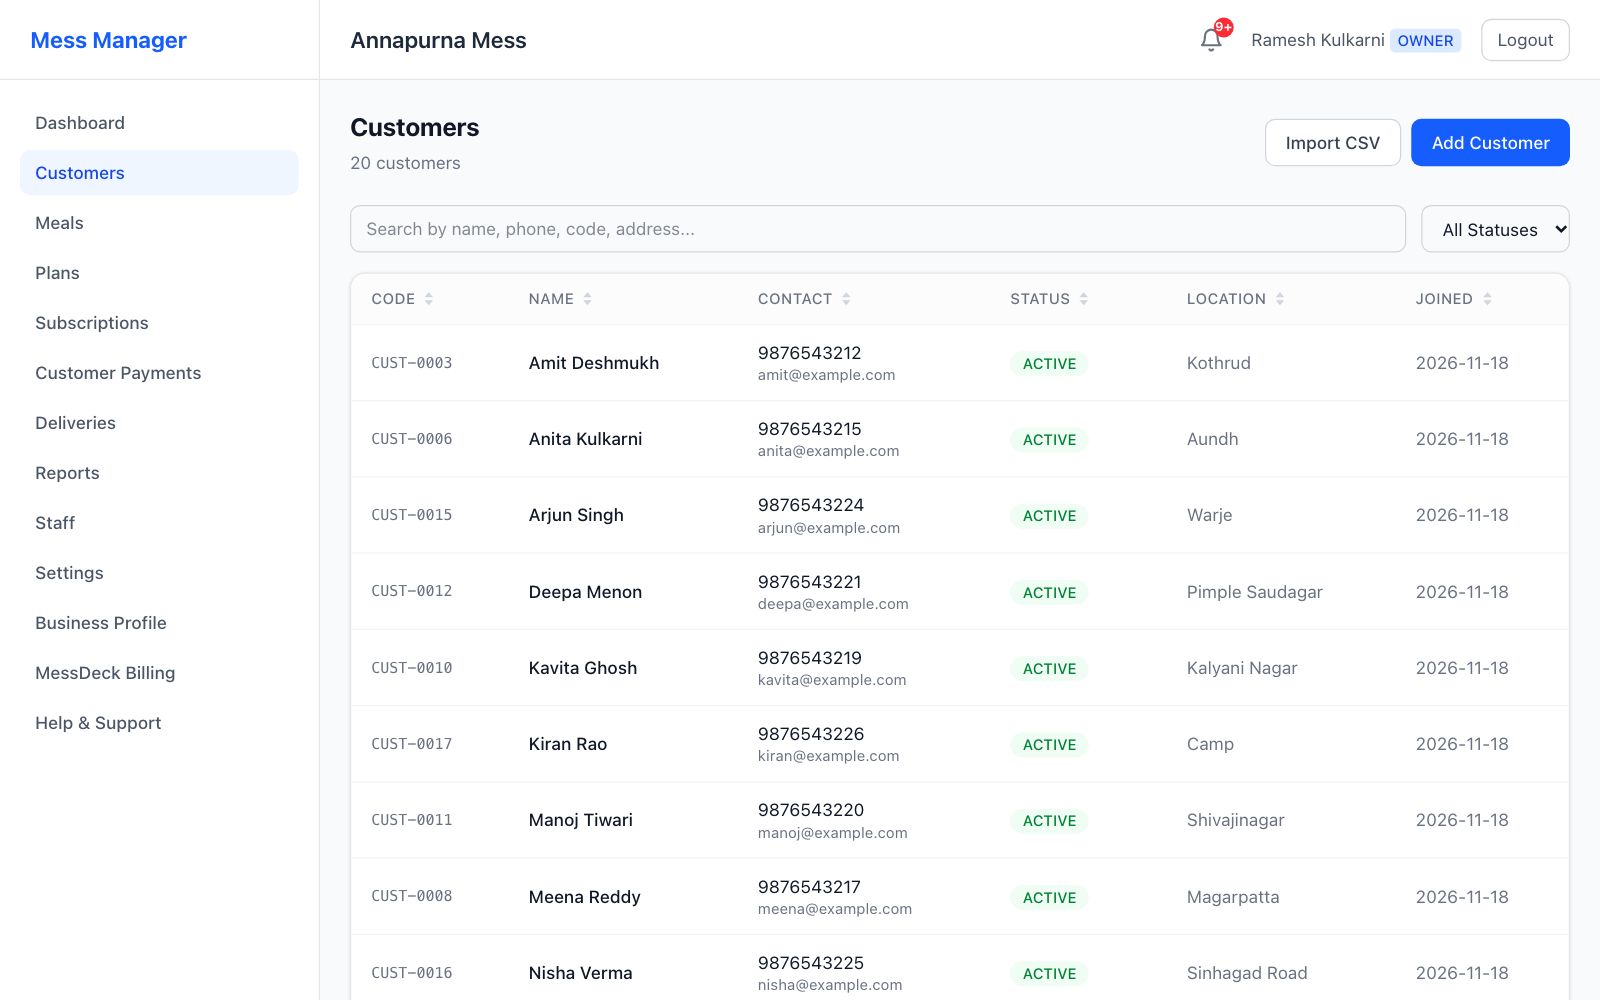 Mess Manager
Annapurna Mess
9+
Ramesh Kulkarni OWNER
Logout
Dashboard
Customers
Meals
Plans
Subscriptions
Customer Payments
Deliveries
Reports
Staff
Settings
Business Profile
MessDeck Billing
Help & Support
Customers
20 customers
Import CSV
Add Customer
Search by name, phone, code, address...
All Statuses
CODE NAME CONTACT STATUS LOCATION JOINED
CUST-0003 Amit Deshmukh 9876543212 ACTIVE Kothrud 2026-11-18
amit@example.com
CUST-0006 Anita Kulkarni 9876543215 ACTIVE Aundh 2026-11-18
anita@example.com
CUST-0015 Arjun Singh 9876543224 ACTIVE Warje 2026-11-18
arjun@example.com
CUST-0012 Deepa Menon 9876543221 ACTIVE Pimple Saudagar 2026-11-18
deepa@example.com
CUST-0010 Kavita Ghosh 9876543219 ACTIVE Kalyani Nagar 2026-11-18
kavita@example.com
CUST-0017 Kiran Rao 9876543226 ACTIVE Camp 2026-11-18
kiran@example.com
CUST-0011 Manoj Tiwari 9876543220 ACTIVE Shivajinagar 2026-11-18
manoj@example.com
CUST-0008 Meena Reddy 9876543217 ACTIVE Magarpatta 2026-11-18
meena@example.com
CUST-0016 Nisha Verma 9876543225 ACTIVE Sinhagad Road 2026-11-18
nisha@example.com